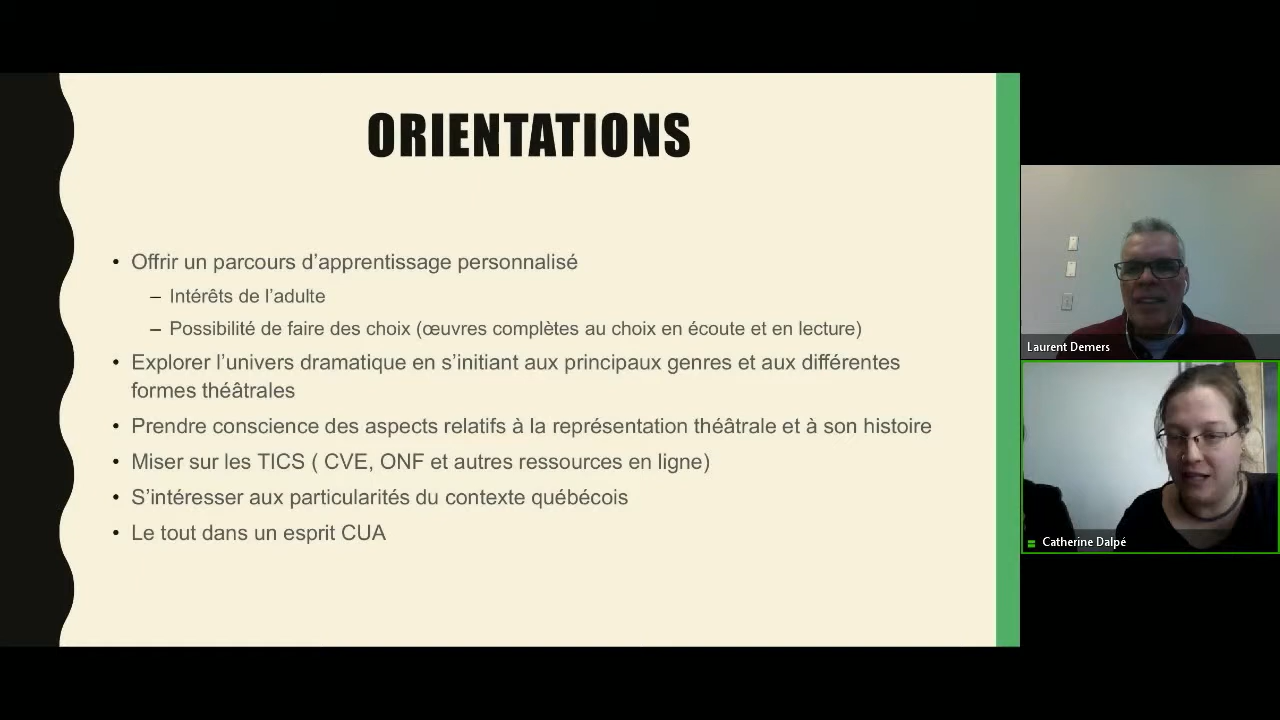 ORIENTATIONS
• Offrir un parcours d’apprentissage personnalisé
– Intérêts de l’adulte
– Possibilité de faire des choix (œuvres complètes au choix en écoute et en lecture)
• Explorer l’univers dramatique en s’initiant aux principaux genres et aux différentes
formes théâtrales
• Prendre conscience des aspects relatifs à la représentation théâtrale et à son histoire
• Miser sur les TICS ( CVE, ONF et autres ressources en ligne)
• S’intéresser aux particularités du contexte québécois
• Le tout dans un esprit CUA
Laurent Demers
Catherine Dalpé